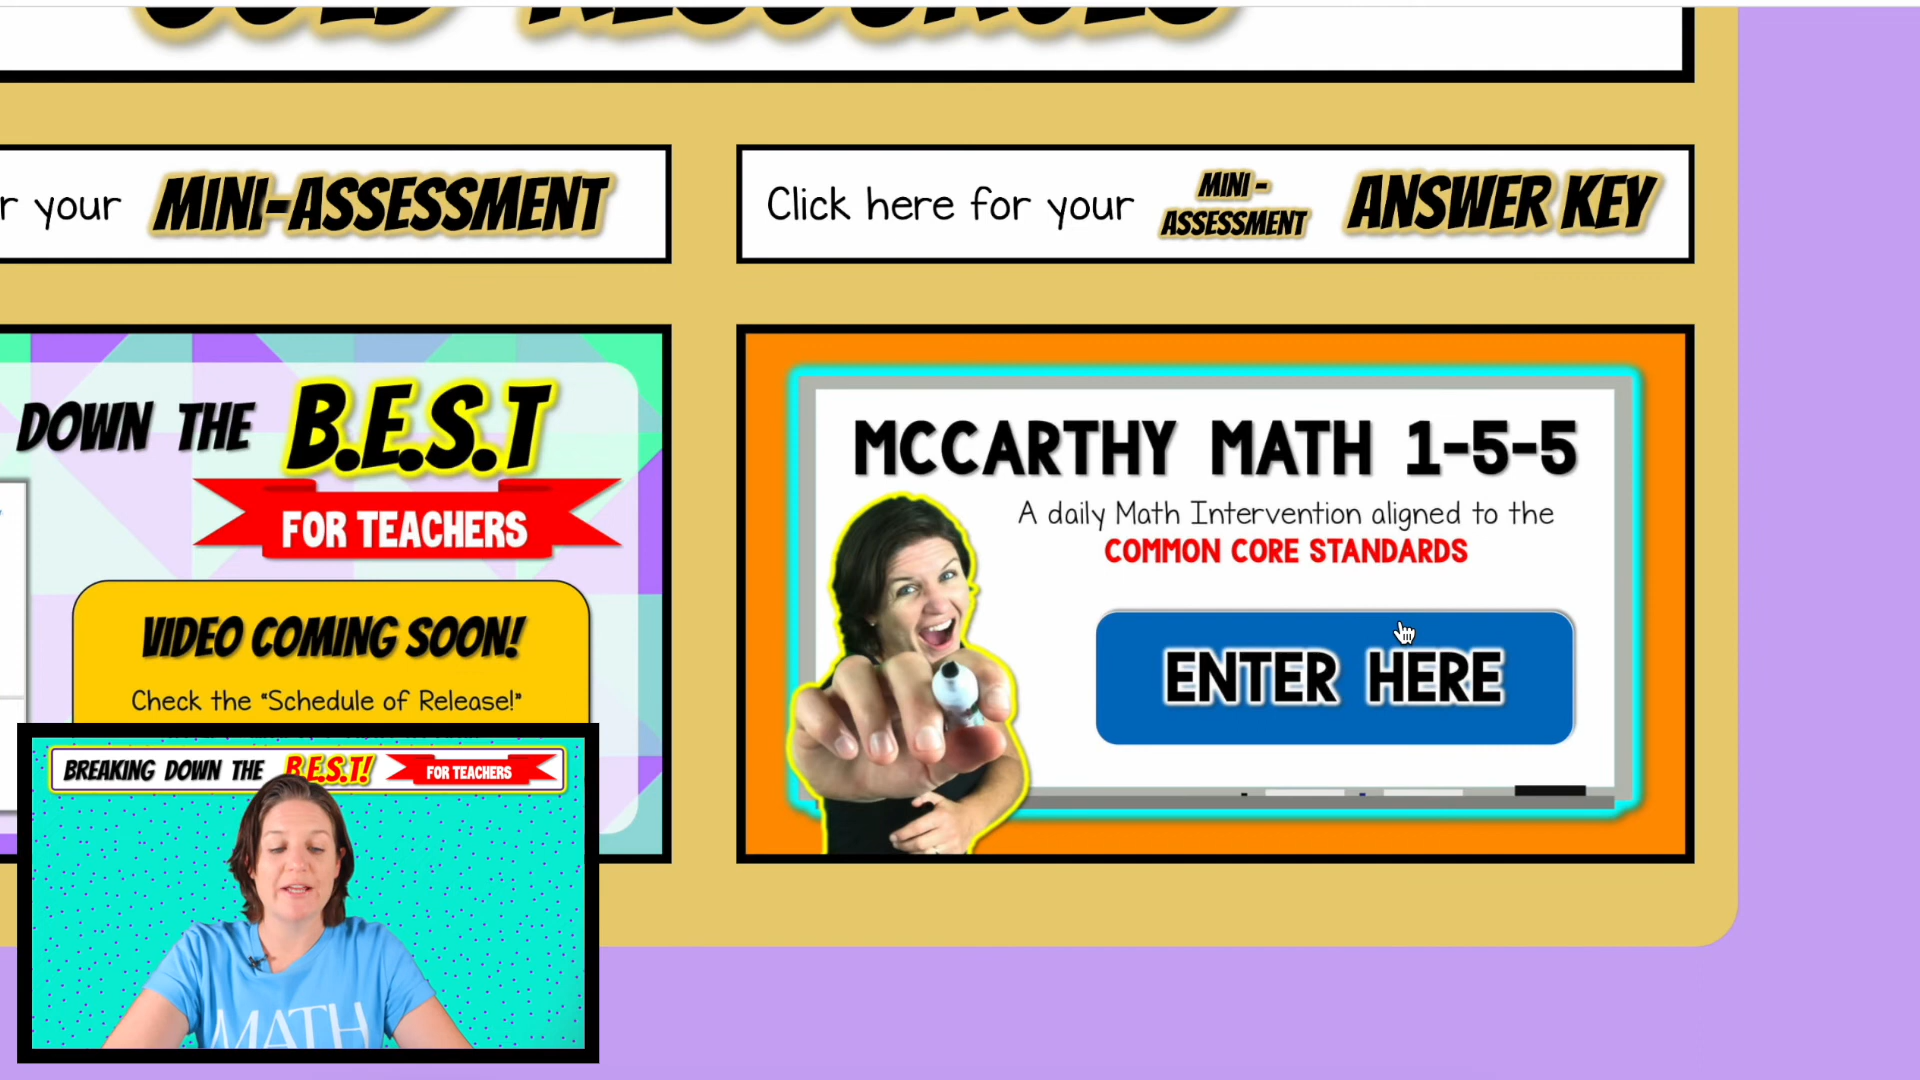 GOLD RESOURCES
r your MINI-ASSESSMENT
Click here for your MINI - ASSESSMENT ANSWER KEY
DOWN THE B.E.S.T
FOR TEACHERS
VIDEO COMING SOON!
Check the “Schedule of Release!”
MCCARTHY MATH 1-5-5
A daily Math Intervention aligned to the
COMMON CORE STANDARDS
ENTER HERE
BREAKING DOWN THE B.E.S.T! FOR TEACHERS
MATH